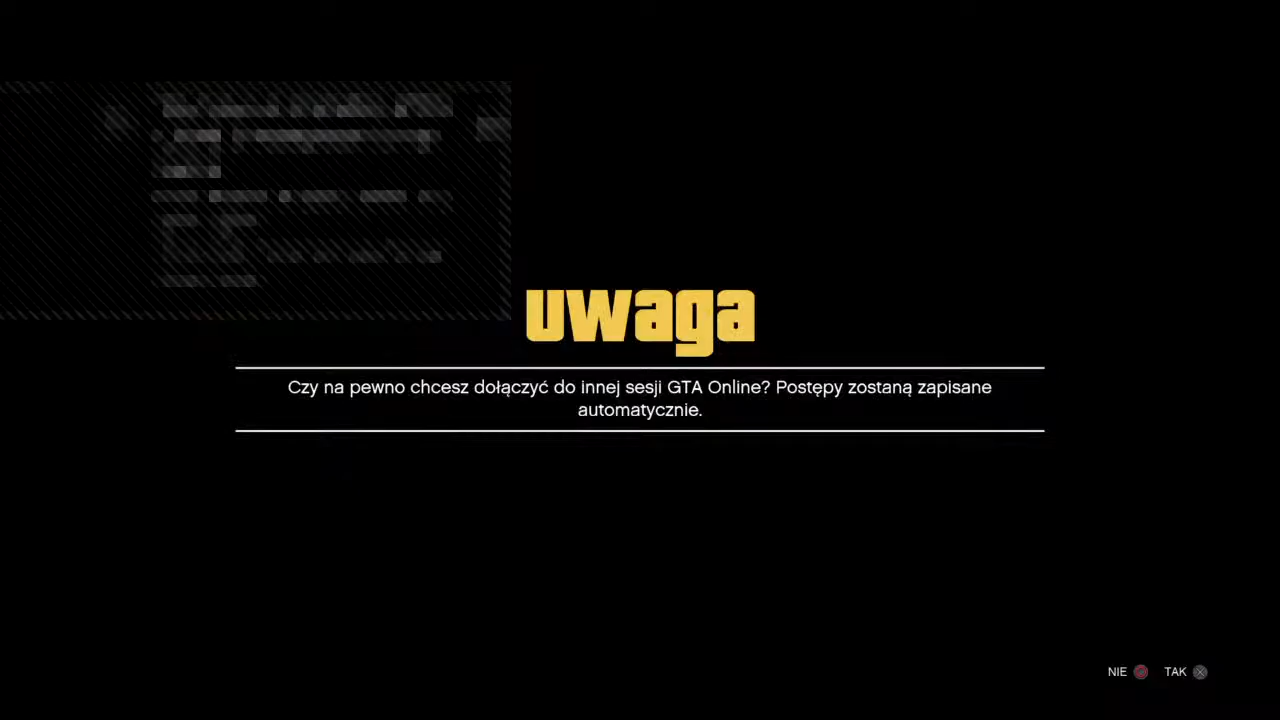 uwaga
Czy na pewno chcesz dołączyć do innej sesji GTA Online? Postępy zostaną zapisane
automatycznie.
NIE TAK